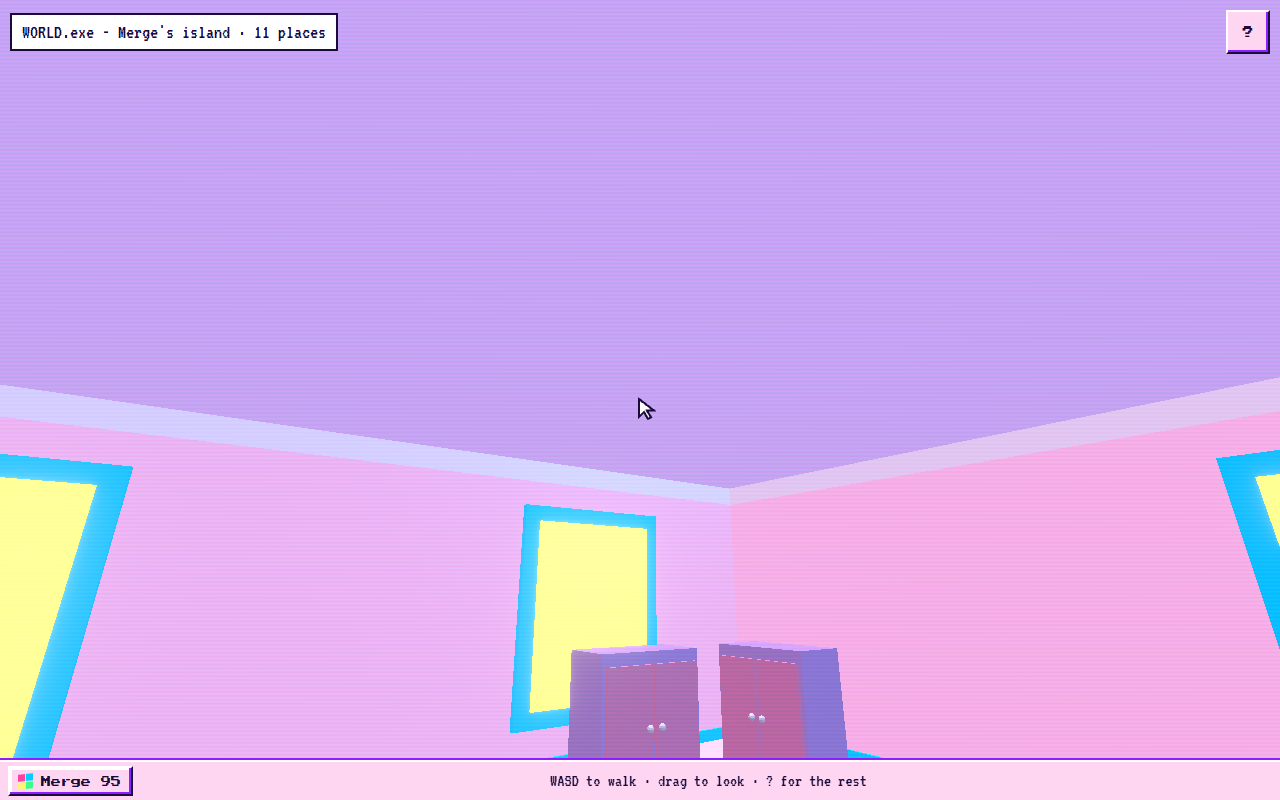 WORLD.exe - Merge's island · 11 places
?
Merge 95
WASD to walk · drag to look · ? for the rest